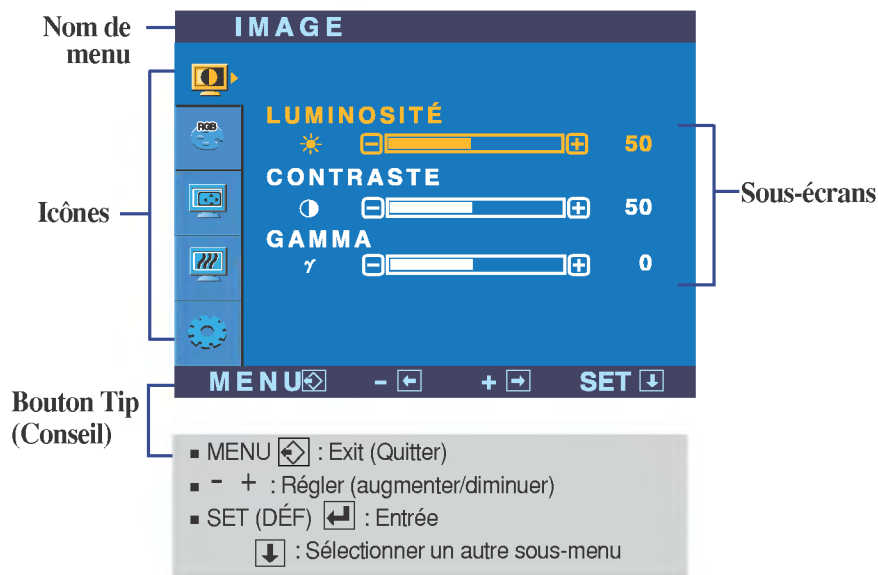 Nom de
menu
IMAGE
RGB
Icônes
LUMINOSITÉ
50
CONTRASTE
50
GAMMA
γ
0
Sous-écrans
MENU - + SET
Bouton Tip
(Conseil)
■ MENU : Exit (Quitter)
■ - + : Régler (augmenter/diminuer)
■ SET (DÉF) : Entrée
: Sélectionner un autre sous-menu